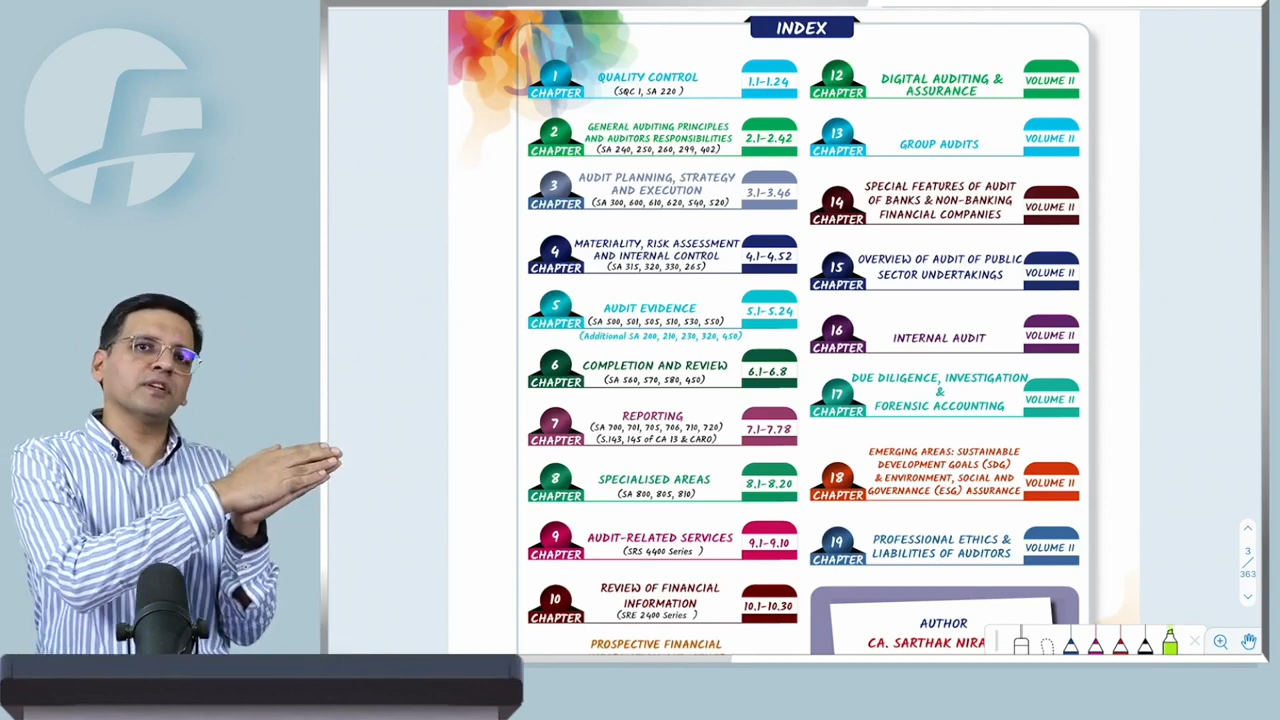 INDEX
1
CHAPTER
QUALITY CONTROL
(SQC 1, SA 220 )
1.1-1.24
2
CHAPTER
GENERAL AUDITING PRINCIPLES
AND AUDITORS RESPONSIBILITIES
(SA 240, 250, 260, 299, 402)
2.1-2.42
3
CHAPTER
AUDIT PLANNING, STRATEGY
AND EXECUTION
(SA 300, 600, 610, 620, 540, 520)
3.1-3.46
4
CHAPTER
MATERIALITY, RISK ASSESSMENT
AND INTERNAL CONTROL
(SA 315, 320, 330, 265)
4.1-4.52
5
CHAPTER
AUDIT EVIDENCE
(SA 500, 501, 505, 510, 530, 550)
(Additional SA 200, 210, 230, 320, 450)
5.1-5.24
6
CHAPTER
COMPLETION AND REVIEW
(SA 560, 570, 580, 450)
6.1-6.8
7
CHAPTER
REPORTING
(SA 700, 701, 705, 706, 710, 720)
(S.143, 145 of CA 13 & CARO)
7.1-7.78
8
CHAPTER
SPECIALISED AREAS
(SA 800, 805, 810)
8.1-8.20
9
CHAPTER
AUDIT-RELATED SERVICES
(SRS 4400 Series )
9.1-9.10
10
CHAPTER
REVIEW OF FINANCIAL
INFORMATION
(SRE 2400 Series )
10.1-10.30
PROSPECTIVE FINANCIAL
12
CHAPTER
DIGITAL AUDITING &
ASSURANCE
VOLUME II
13
CHAPTER
GROUP AUDITS
VOLUME II
14
CHAPTER
SPECIAL FEATURES OF AUDIT
OF BANKS & NON-BANKING
FINANCIAL COMPANIES
VOLUME II
15
CHAPTER
OVERVIEW OF AUDIT OF PUBLIC
SECTOR UNDERTAKINGS
VOLUME II
16
CHAPTER
INTERNAL AUDIT
VOLUME II
17
CHAPTER
DUE DILIGENCE, INVESTIGATION
&
FORENSIC ACCOUNTING
VOLUME II
18
CHAPTER
EMERGING AREAS: SUSTAINABLE
DEVELOPMENT GOALS (SDG)
& ENVIRONMENT, SOCIAL AND
GOVERNANCE (ESG) ASSURANCE
VOLUME II
19
CHAPTER
PROFESSIONAL ETHICS &
LIABILITIES OF AUDITORS
VOLUME II
AUTHOR
CA. SARTHAK
3
/
363